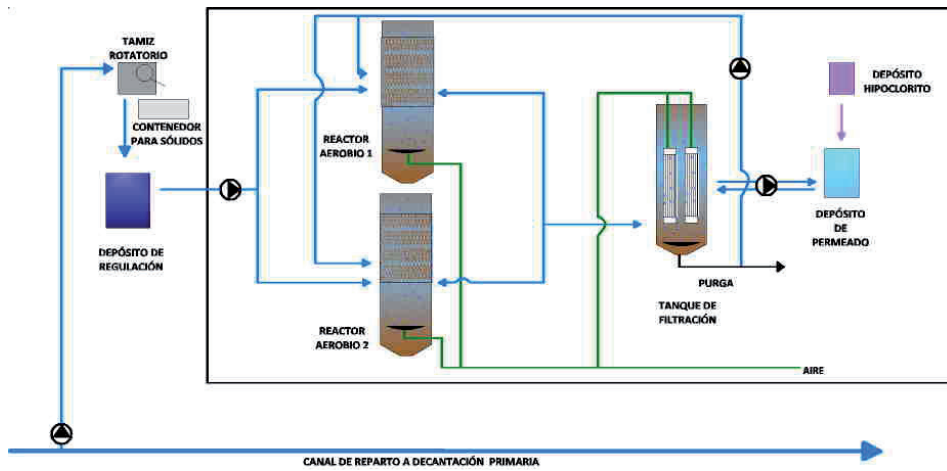 TAMIZ
ROTATORIO
CONTENEDOR
PARA SÓLIDOS
DEPÓSITO DE
REGULACIÓN
REACTOR
AEROBIO 1
REACTOR
AEROBIO 2
DEPÓSITO
HIPOCLORITO
DEPÓSITO
DE
PERMEADO
PURGA
TANQUE DE
FILTRACIÓN
AIRE
CANAL DE REPARTO A DECANTACIÓN PRIMARIA